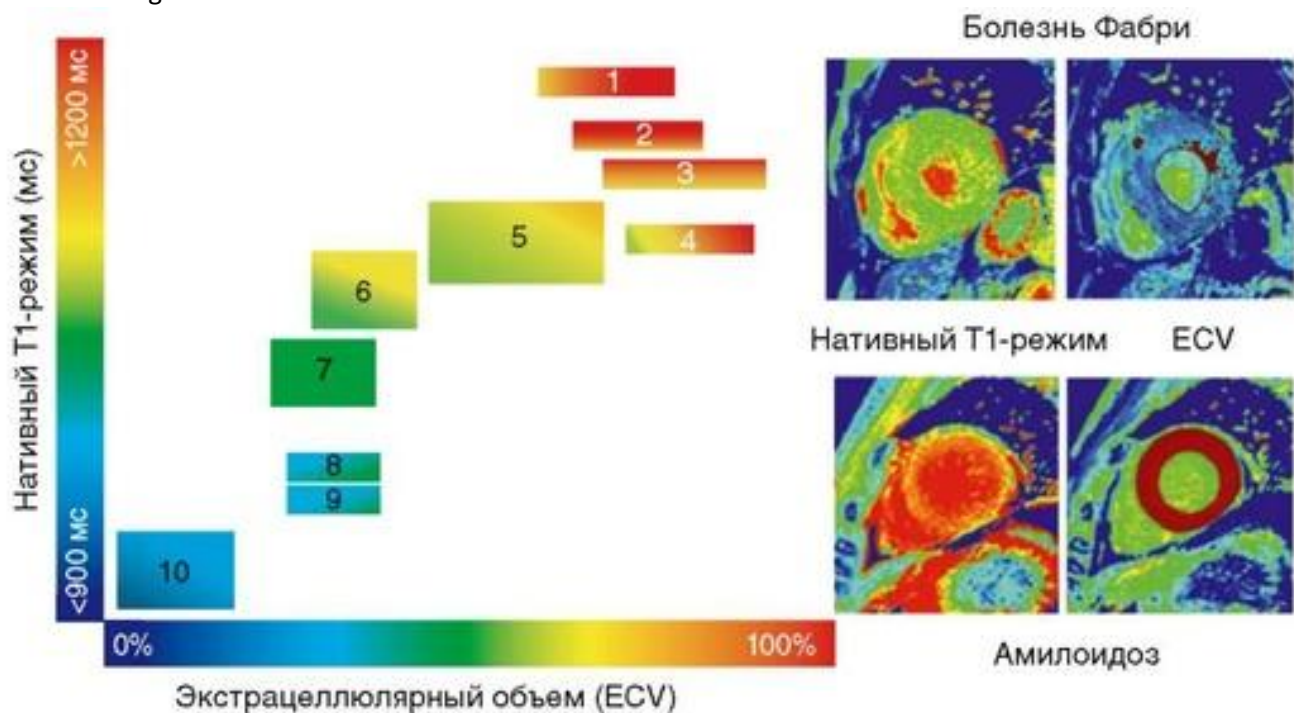 Болезнь Фабри
Нативный Т1-режим (мс)
>1200 мс
<900 мс
1
2
3
4
5
6
7
8
9
10
0%
100%
Экстрацеллюлярный объем (ECV)
Нативный Т1-режим
ECV
Амилоидоз